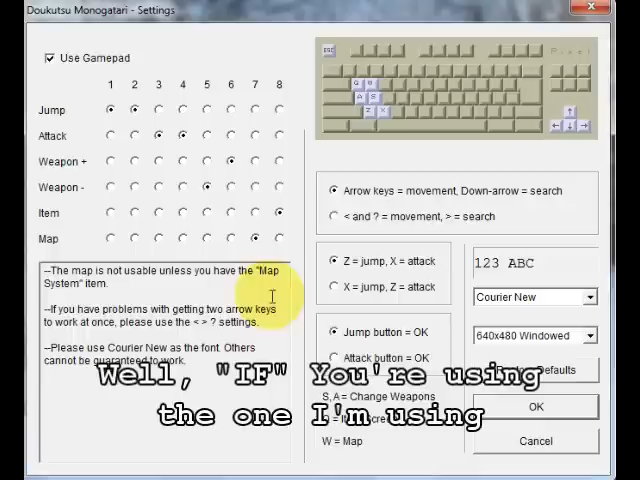 Doukutsu Monogatari - Settings
Use Gamepad
1 2 3 4 5 6 7 8
Jump
Attack
Weapon +
Weapon -
Item
Map
--The map is not usable unless you have the "Map
System" item.
--If you have problems with getting two arrow keys
to work at once, please use the < > ? settings.
--Please use Courier New as the font. Others
cannot be guaranteed to work.
ESC
Q W
A S
Z X
Arrow keys = movement, Down-arrow = search
< and ? = movement, > = search
Z = jump, X = attack
X = jump, Z = attack
Jump button = OK
Attack button = OK
S, A = Change Weapons
W = Map
123 ABC
Courier New
640x480 Windowed
Defaults
OK
Cancel
Well, "IF" You're using
the one I'm using